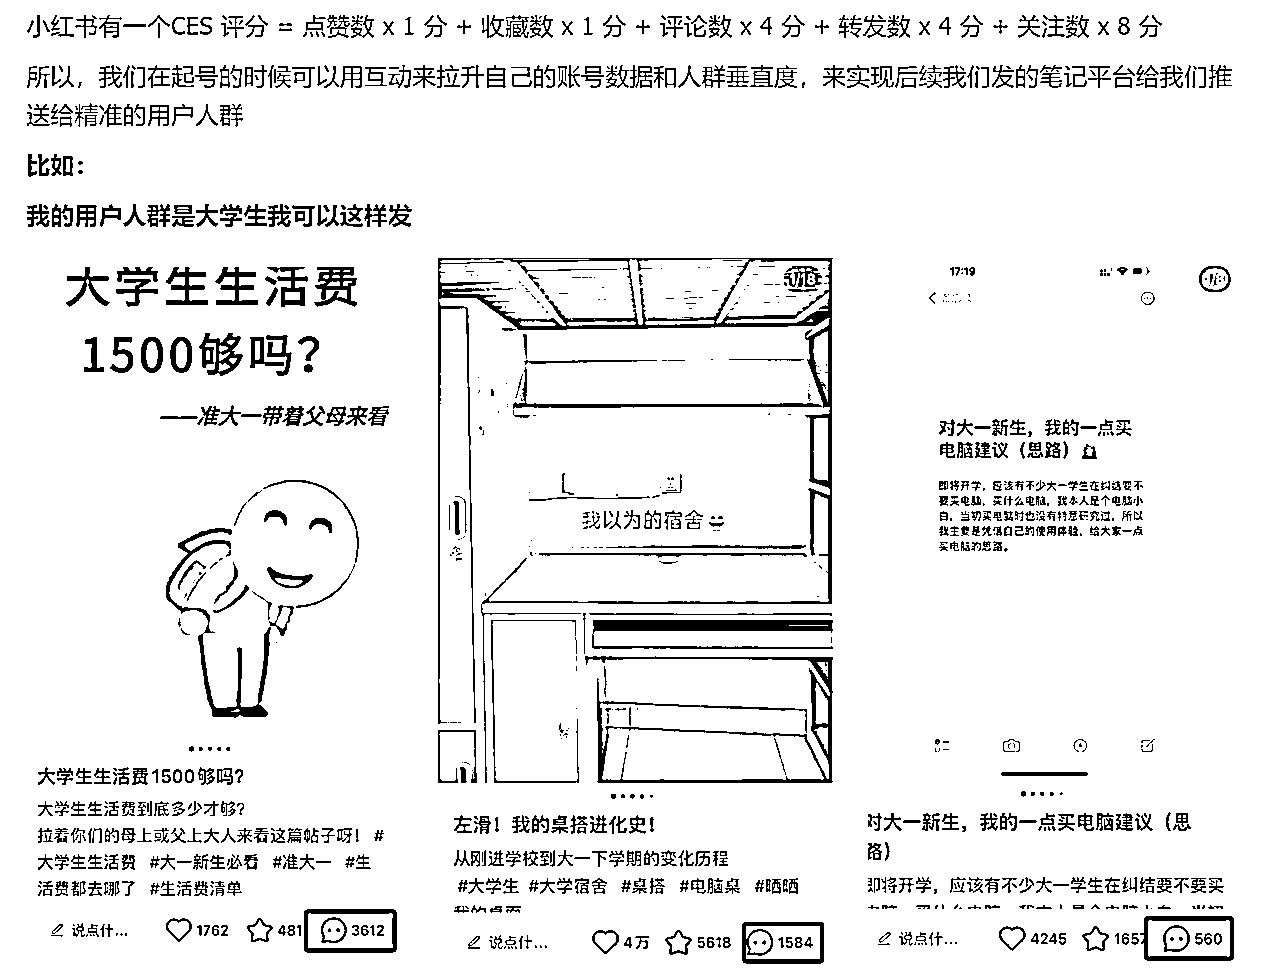 小红书有一个CES 评分 = 点赞数 x 1 分 + 收藏数 x 1 分 + 评论数 x 4 分 + 转发数 x 4 分 + 关注数 x 8 分
所以，我们在起号的时候可以用互动来拉升自己的账号数据和人群垂直度，来实现后续我们发的笔记平台给我们推
送给精准的用户人群
比如：
我的用户人群是大学生我可以这样发
大学生生活费
1500够吗？
——准大一带着父母来看
大学生生活费1500够吗？
大学生生活费到底多少才够？
拉着你们的母上或父上大人来看这篇帖子呀！ #
大学生生活费 #大一新生必看 #准大一 #生
活费都去哪了 #生活费清单
说点什... 1762 481 3612
1/18
我以为的宿舍
左滑！我的桌搭进化史！
从刚进学校到大一下学期的变化历程
#大学生 #大学宿舍 #桌搭 #电脑桌 #晒晒
我的桌面
说点什... 4万 5618 1584
17:19
对大一新生，我的一点买
电脑建议（思路）
即将开学，应该有不少大一学生在纠结要不
要买电脑，买什么电脑。我本人是个电脑小
白，当初买电脑时也没有特意研究过，所以
我主要是凭借自己的使用体验，给大家一点
买电脑的思路。
对大一新生，我的一点买电脑建议（思
路）
即将开学，应该有不少大一学生在纠结要不要买
说点什... 4245 1657 560